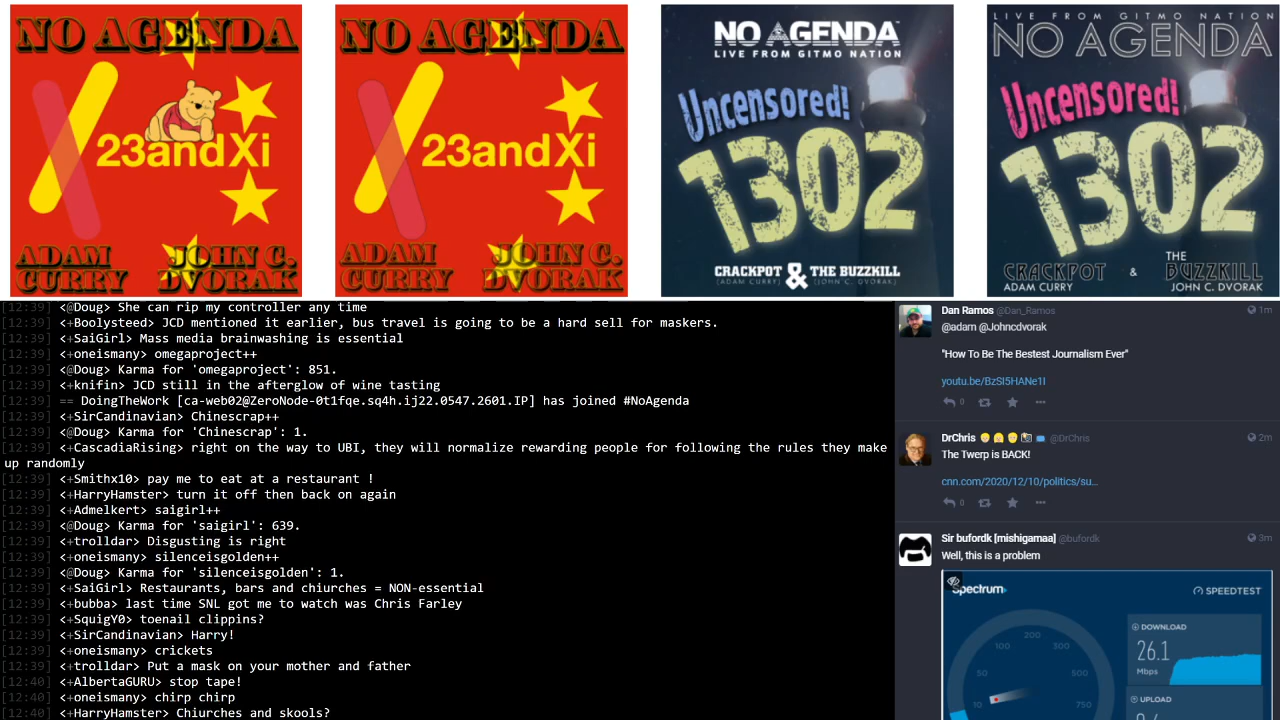 NO AGENDA
23andXi
ADAM CURRY
JOHN C. DVORAK
NO AGENDA
23andXi
ADAM CURRY
JOHN C. DVORAK
NO AGENDA™
LIVE FROM GITMO NATION
Uncensored!
1302
CRACKPOT & THE BUZZKILL
[ADAM CURRY] [JOHN C. DVORAK]
LIVE FROM GITMO NATION
NO AGENDA
Uncensored!
1302
CRACKPOT & THE BUZZKILL
ADAM CURRY JOHN C. DVORAK
[12:39] <@Doug> She can rip my controller any time
[12:39] <+Boolysteed> JCD mentioned it earlier, bus travel is going to be a hard sell for maskers.
[12:39] <+SaiGirl> Mass media brainwashing is essential
[12:39] <+oneismany> omegaproject++
[12:39] <@Doug> Karma for 'omegaproject': 851.
[12:39] <+knifin> JCD still in the afterglow of wine tasting
[12:39] == DoingTheWork [ca-web02@ZeroNode-0t1fqe.sq4h.ij22.0547.2601.IP] has joined #NoAgenda
[12:39] <+SirCandinavian> Chinescrap++
[12:39] <@Doug> Karma for 'Chinescrap': 1.
[12:39] <+CascadiaRising> right on the way to UBI, they will normalize rewarding people for following the rules they make
up randomly
[12:39] <+Smithx10> pay me to eat at a restaurant !
[12:39] <+HarryHamster> turn it off then back on again
[12:39] <+Admelkert> saigirl++
[12:39] <@Doug> Karma for 'saigirl': 639.
[12:39] <+trolldar> Disgusting is right
[12:39] <+oneismany> silenceisgolden++
[12:39] <@Doug> Karma for 'silenceisgolden': 1.
[12:39] <+SaiGirl> Restaurants, bars and chiurches = NON-essential
[12:39] <+bubba> last time SNL got me to watch was Chris Farley
[12:39] <+SquigY0> toenail clippins?
[12:39] <+SirCandinavian> Harry!
[12:39] <+oneismany> crickets
[12:39] <+trolldar> Put a mask on your mother and father
[12:40] <+AlbertaGURU> stop tape!
[12:40] <+oneismany> chirp chirp
[12:40] <+HarryHamster> Chiurches and skools?
Dan Ramos @Dan_Ramos 1m
@adam @Johncdvorak
"How To Be The Bestest Journalism Ever"
youtu.be/BzSI5HANe1I
0
DrChris @DrChris 2m
The Twerp is BACK!
cnn.com/2020/12/10/politics/su...
0
Sir bufordk [mishigamaa] @bufordk 3m
Well, this is a problem
Spectrum
SPEEDTEST
DOWNLOAD
26.1
Mbps
UPLOAD
10 50 100 200 300 500 750